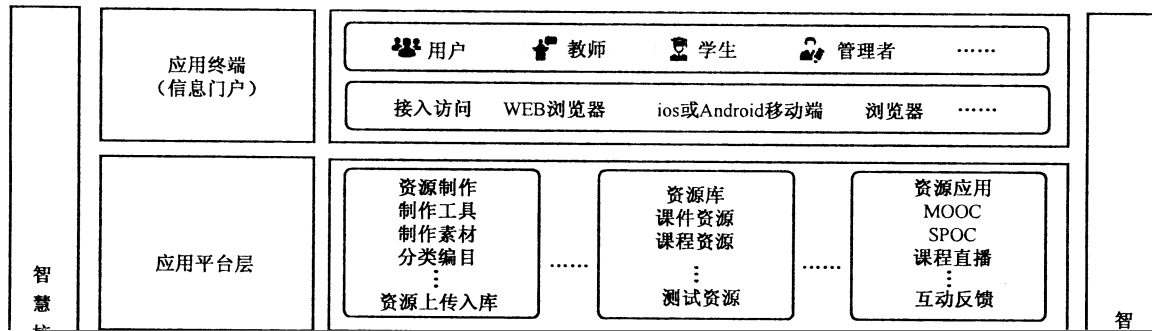 应用终端
（信息门户）
用户 教师 学生 管理者 ……
接入访问 WEB浏览器 ios或Android移动端 浏览器 ……
应用平台层
资源制作
制作工具
制作素材
分类编目
⋮
资源上传入库
……
资源库
课件资源
课程资源
⋮
测试资源
……
资源应用
MOOC
SPOC
课程直播
⋮
互动反馈
智
慧
智